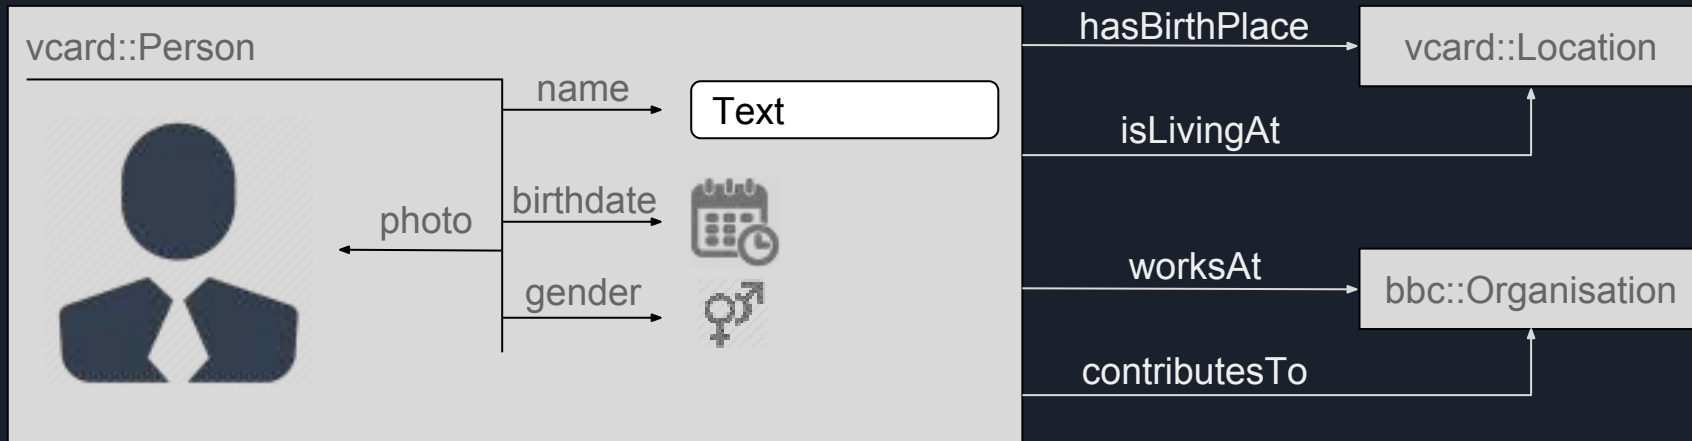 vcard::Person
name
Text
birthdate
photo
gender
hasBirthPlace
vcard::Location
isLivingAt
worksAt
bbc::Organisation
contributesTo